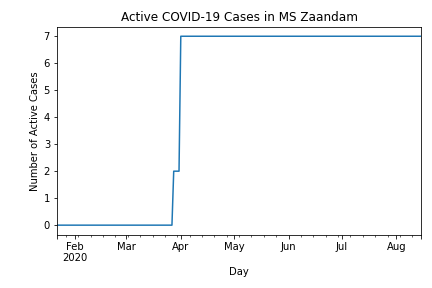 Active COVID-19 Cases in MS Zaandam
Number of Active Cases
7
6
5
4
3
2
1
0
Feb Mar Apr May Jun Jul Aug
2020
Day